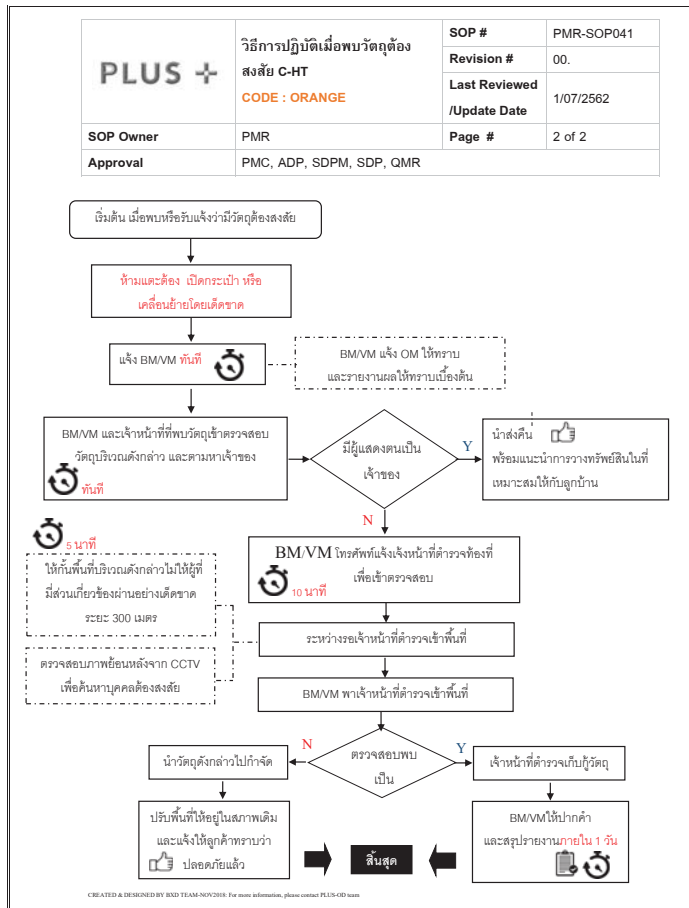 PLUS +
วิธีการปฏิบัติเมื่อพบวัตถุต้อง
สงสัย C-HT
CODE : ORANGE
SOP # PMR-SOP041
Revision # 00.
Last Reviewed
/Update Date
1/07/2562
SOP Owner PMR Page # 2 of 2
Approval PMC, ADP, SDPM, SDP, QMR
เริ่มต้น เมื่อพบหรือรับแจ้งว่ามีวัตถุต้องสงสัย
ห้ามแตะต้อง เปิดกระเป๋า หรือ
เคลื่อนย้ายโดยเด็ดขาด
แจ้ง BM/VM ทันที
BM/VM แจ้ง OM ให้ทราบ
และรายงานผลให้ทราบเบื้องต้น
BM/VM และเจ้าหน้าที่ที่พบวัตถุเข้าตรวจสอบ
วัตถุบริเวณดังกล่าว และตามหาเจ้าของ
ทันที
มีผู้แสดงตนเป็น
เจ้าของ
Y
นำส่งคืน
พร้อมแนะนำการวางทรัพย์สินในที่
เหมาะสมให้กับลูกบ้าน
N
5 นาที
ให้กั้นพื้นที่บริเวณดังกล่าวไม่ให้ผู้ที่
มีส่วนเกี่ยวข้องผ่านอย่างเด็ดขาด
ระยะ 300 เมตร
BM/VM โทรศัพท์แจ้งเจ้งหน้าที่ตำรวจท้องที่
เพื่อเข้าตรวจสอบ
10 นาที
ระหว่างรอเจ้าหน้าที่ตำรวจเข้าพื้นที่
ตรวจสอบภาพย้อนหลังจาก CCTV
เพื่อค้นหาบุคคลต้องสงสัย
BM/VM พาเจ้าหน้าที่ตำรวจเข้าพื้นที่
ตรวจสอบพบ
เป็น
N
Y
นำวัตถุดังกล่าวไปกำจัด
เจ้าหน้าที่ตำรวจเก็บกู้วัตถุ
ปรับพื้นที่ให้อยู่ในสภาพเดิม
และแจ้งให้ลูกค้าทราบว่า
ปลอดภัยแล้ว
สิ้นสุด
BM/VMให้ปากคำ
และสรุปรายงานภายใน 1 วัน
CREATED & DESIGNED BY BXD TEAM-NOV2018: For more information, please contact PLUS-OD team